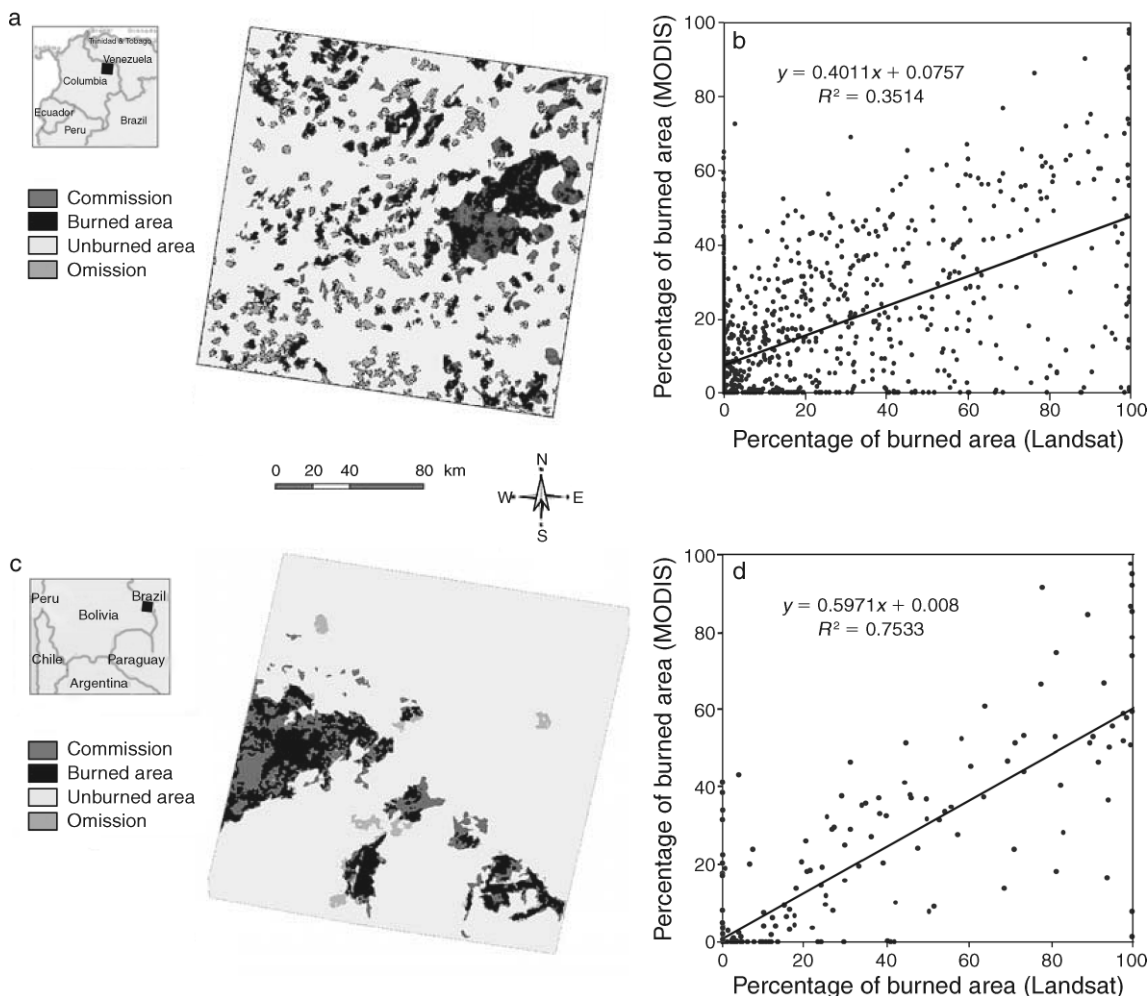 a
Trinidad & Tobago
Venezuela
Columbia
Ecuador
Peru
Brazil
Commission
Burned area
Unburned area
Omission
b
Percentage of burned area (MODIS)
100
80
60
40
20
0
y = 0.4011x + 0.0757
R² = 0.3514
0 20 40 60 80 100
Percentage of burned area (Landsat)
0 20 40 80 km
N
W E
S
c
Peru
Brazil
Bolivia
Chile
Paraguay
Argentina
Commission
Burned area
Unburned area
Omission
d
Percentage of burned area (MODIS)
100
80
60
40
20
0
y = 0.5971x + 0.008
R² = 0.7533
0 20 40 60 80 100
Percentage of burned area (Landsat)